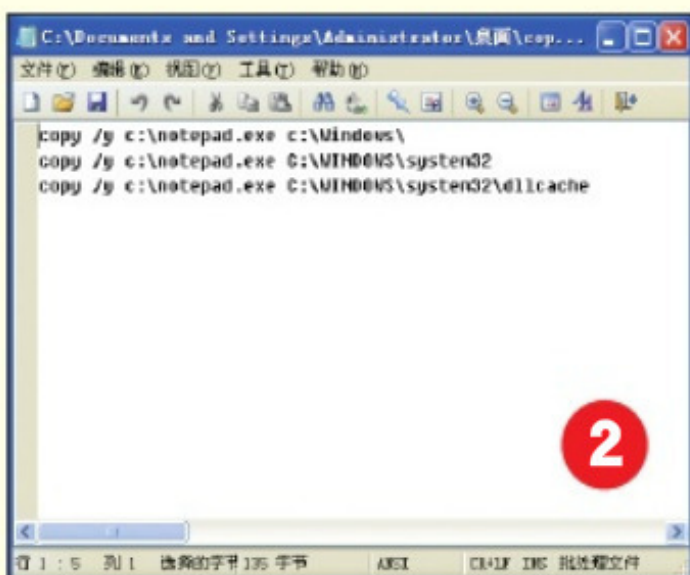 C:\Documents and Settings\Administrator\桌面\cop...
文件(F) 编辑(E) 视图(V) 工具(T) 帮助(H)
copy /y c:\notepad.exe c:\Windows\
copy /y c:\notepad.exe C:\WINDOWS\system32
copy /y c:\notepad.exe C:\WINDOWS\system32\dllcache
2
行 1 : 5 列 1 选择的字节 135 字节 ANSI CR+LF INS 批处理文件